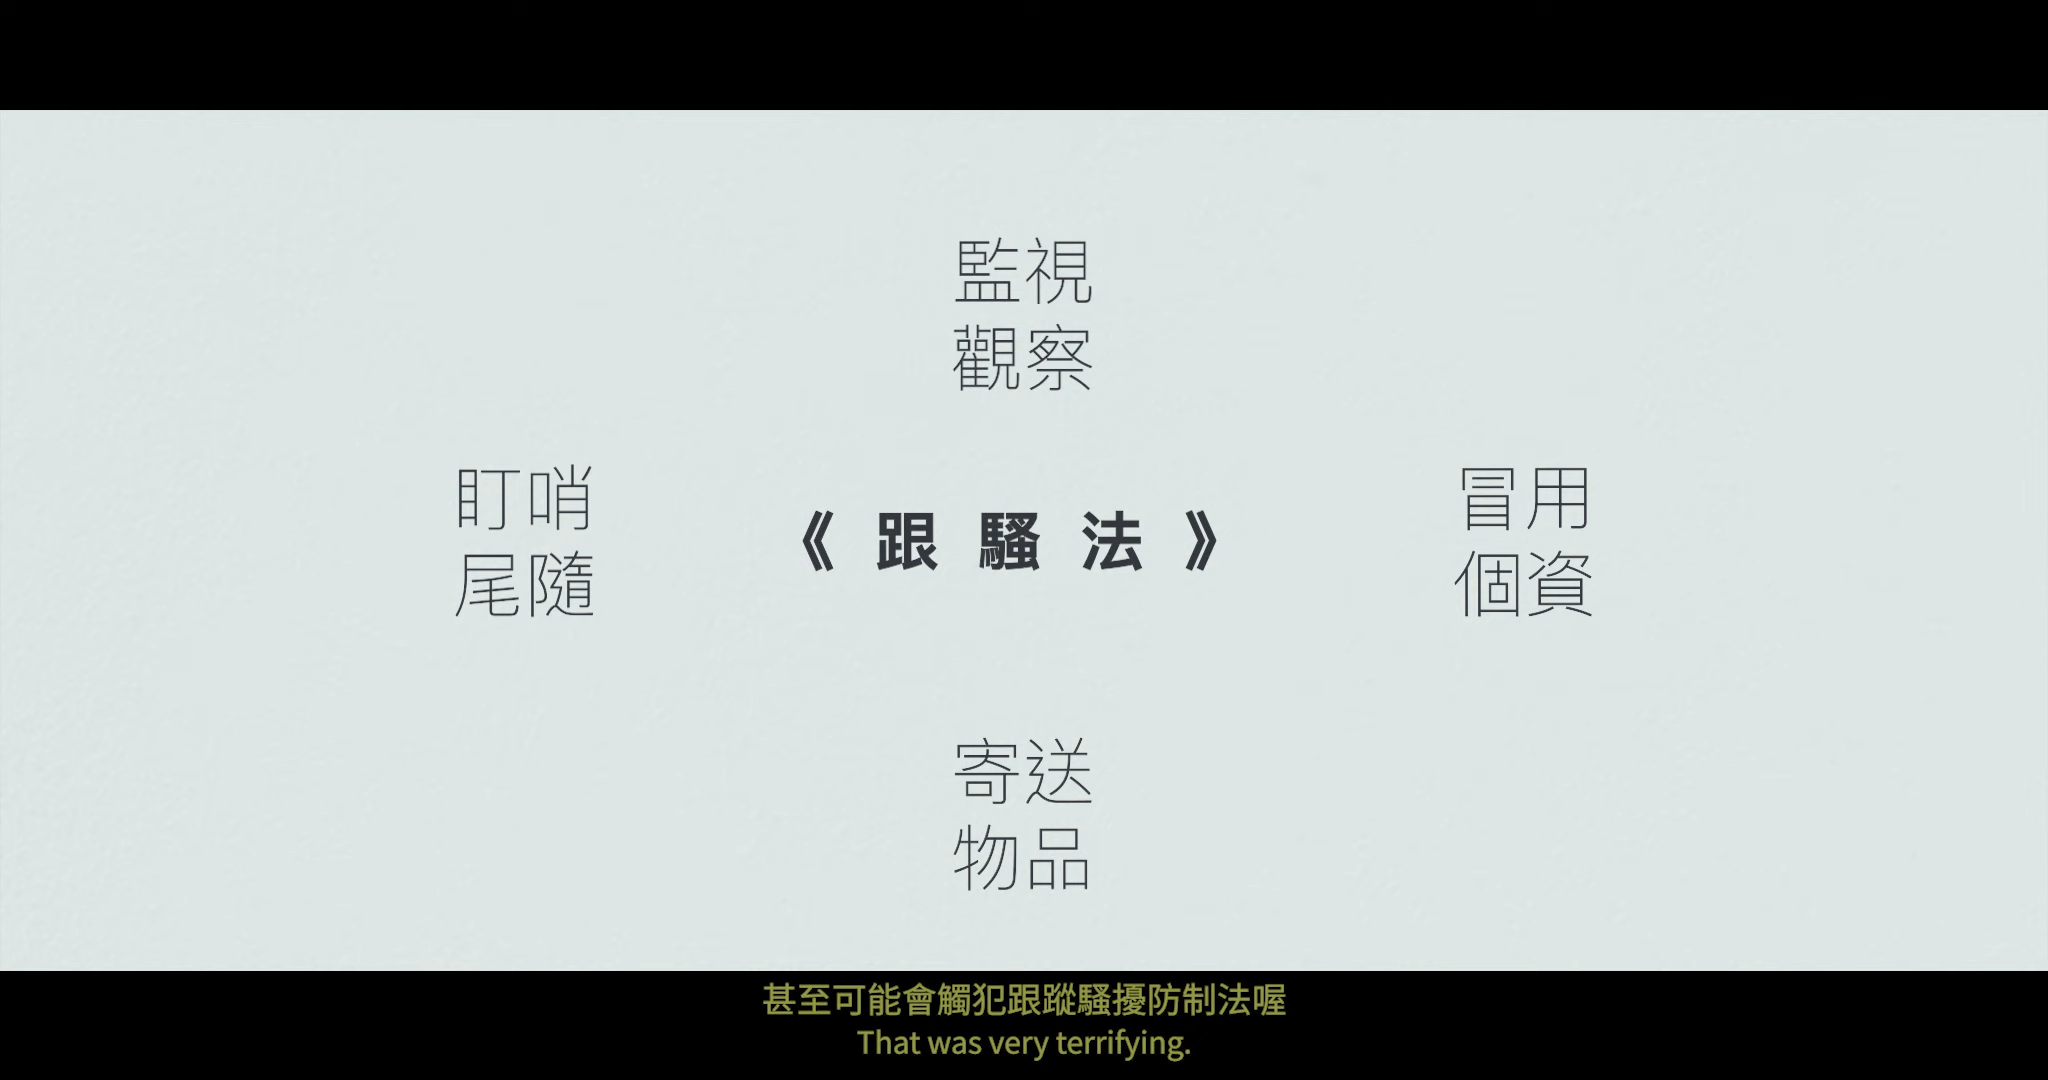 監視
觀察
盯哨
尾隨
《跟騷法》
冒用
個資
寄送
物品
甚至可能會觸犯跟蹤騷擾防制法喔
That was very terrifying.